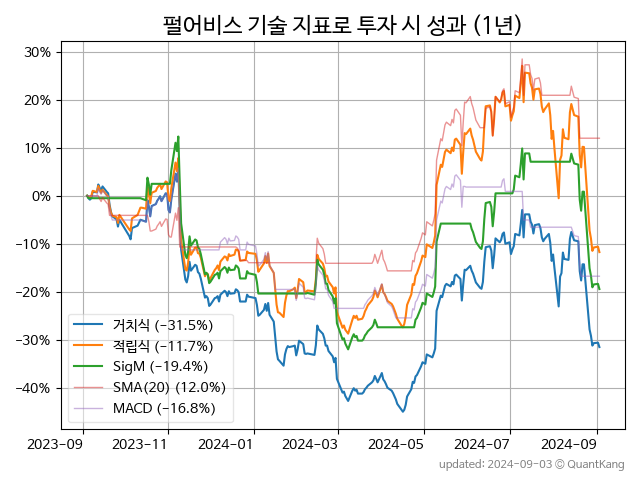 펄어비스 기술 지표로 투자 시 성과 (1년)
30%
20%
10%
0%
−10%
−20%
−30%
−40%
거치식 (−31.5%)
적립식 (−11.7%)
SigM (−19.4%)
SMA(20) (12.0%)
MACD (−16.8%)
2023-09 2023-11 2024-01 2024-03 2024-05 2024-07 2024-09
updated: 2024-09-03 ⓒ QuantKang